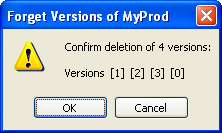 Forget Versions of MyProd
Confirm deletion of 4 versions:
Versions [1] [2] [3] [0]
OK
Cancel